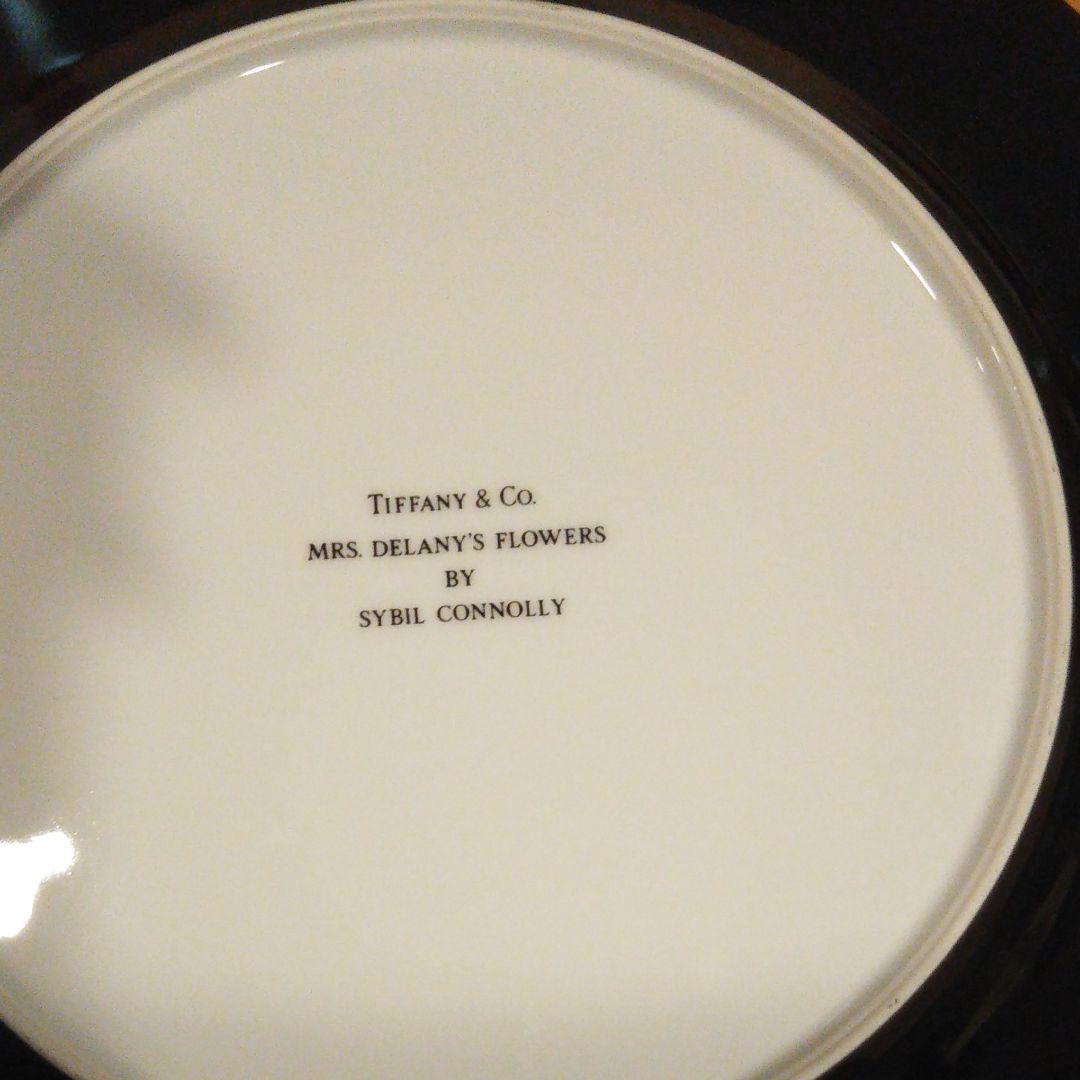 TIFFANY & CO.
MRS. DELANY'S FLOWERS
BY
SYBIL CONNOLLY